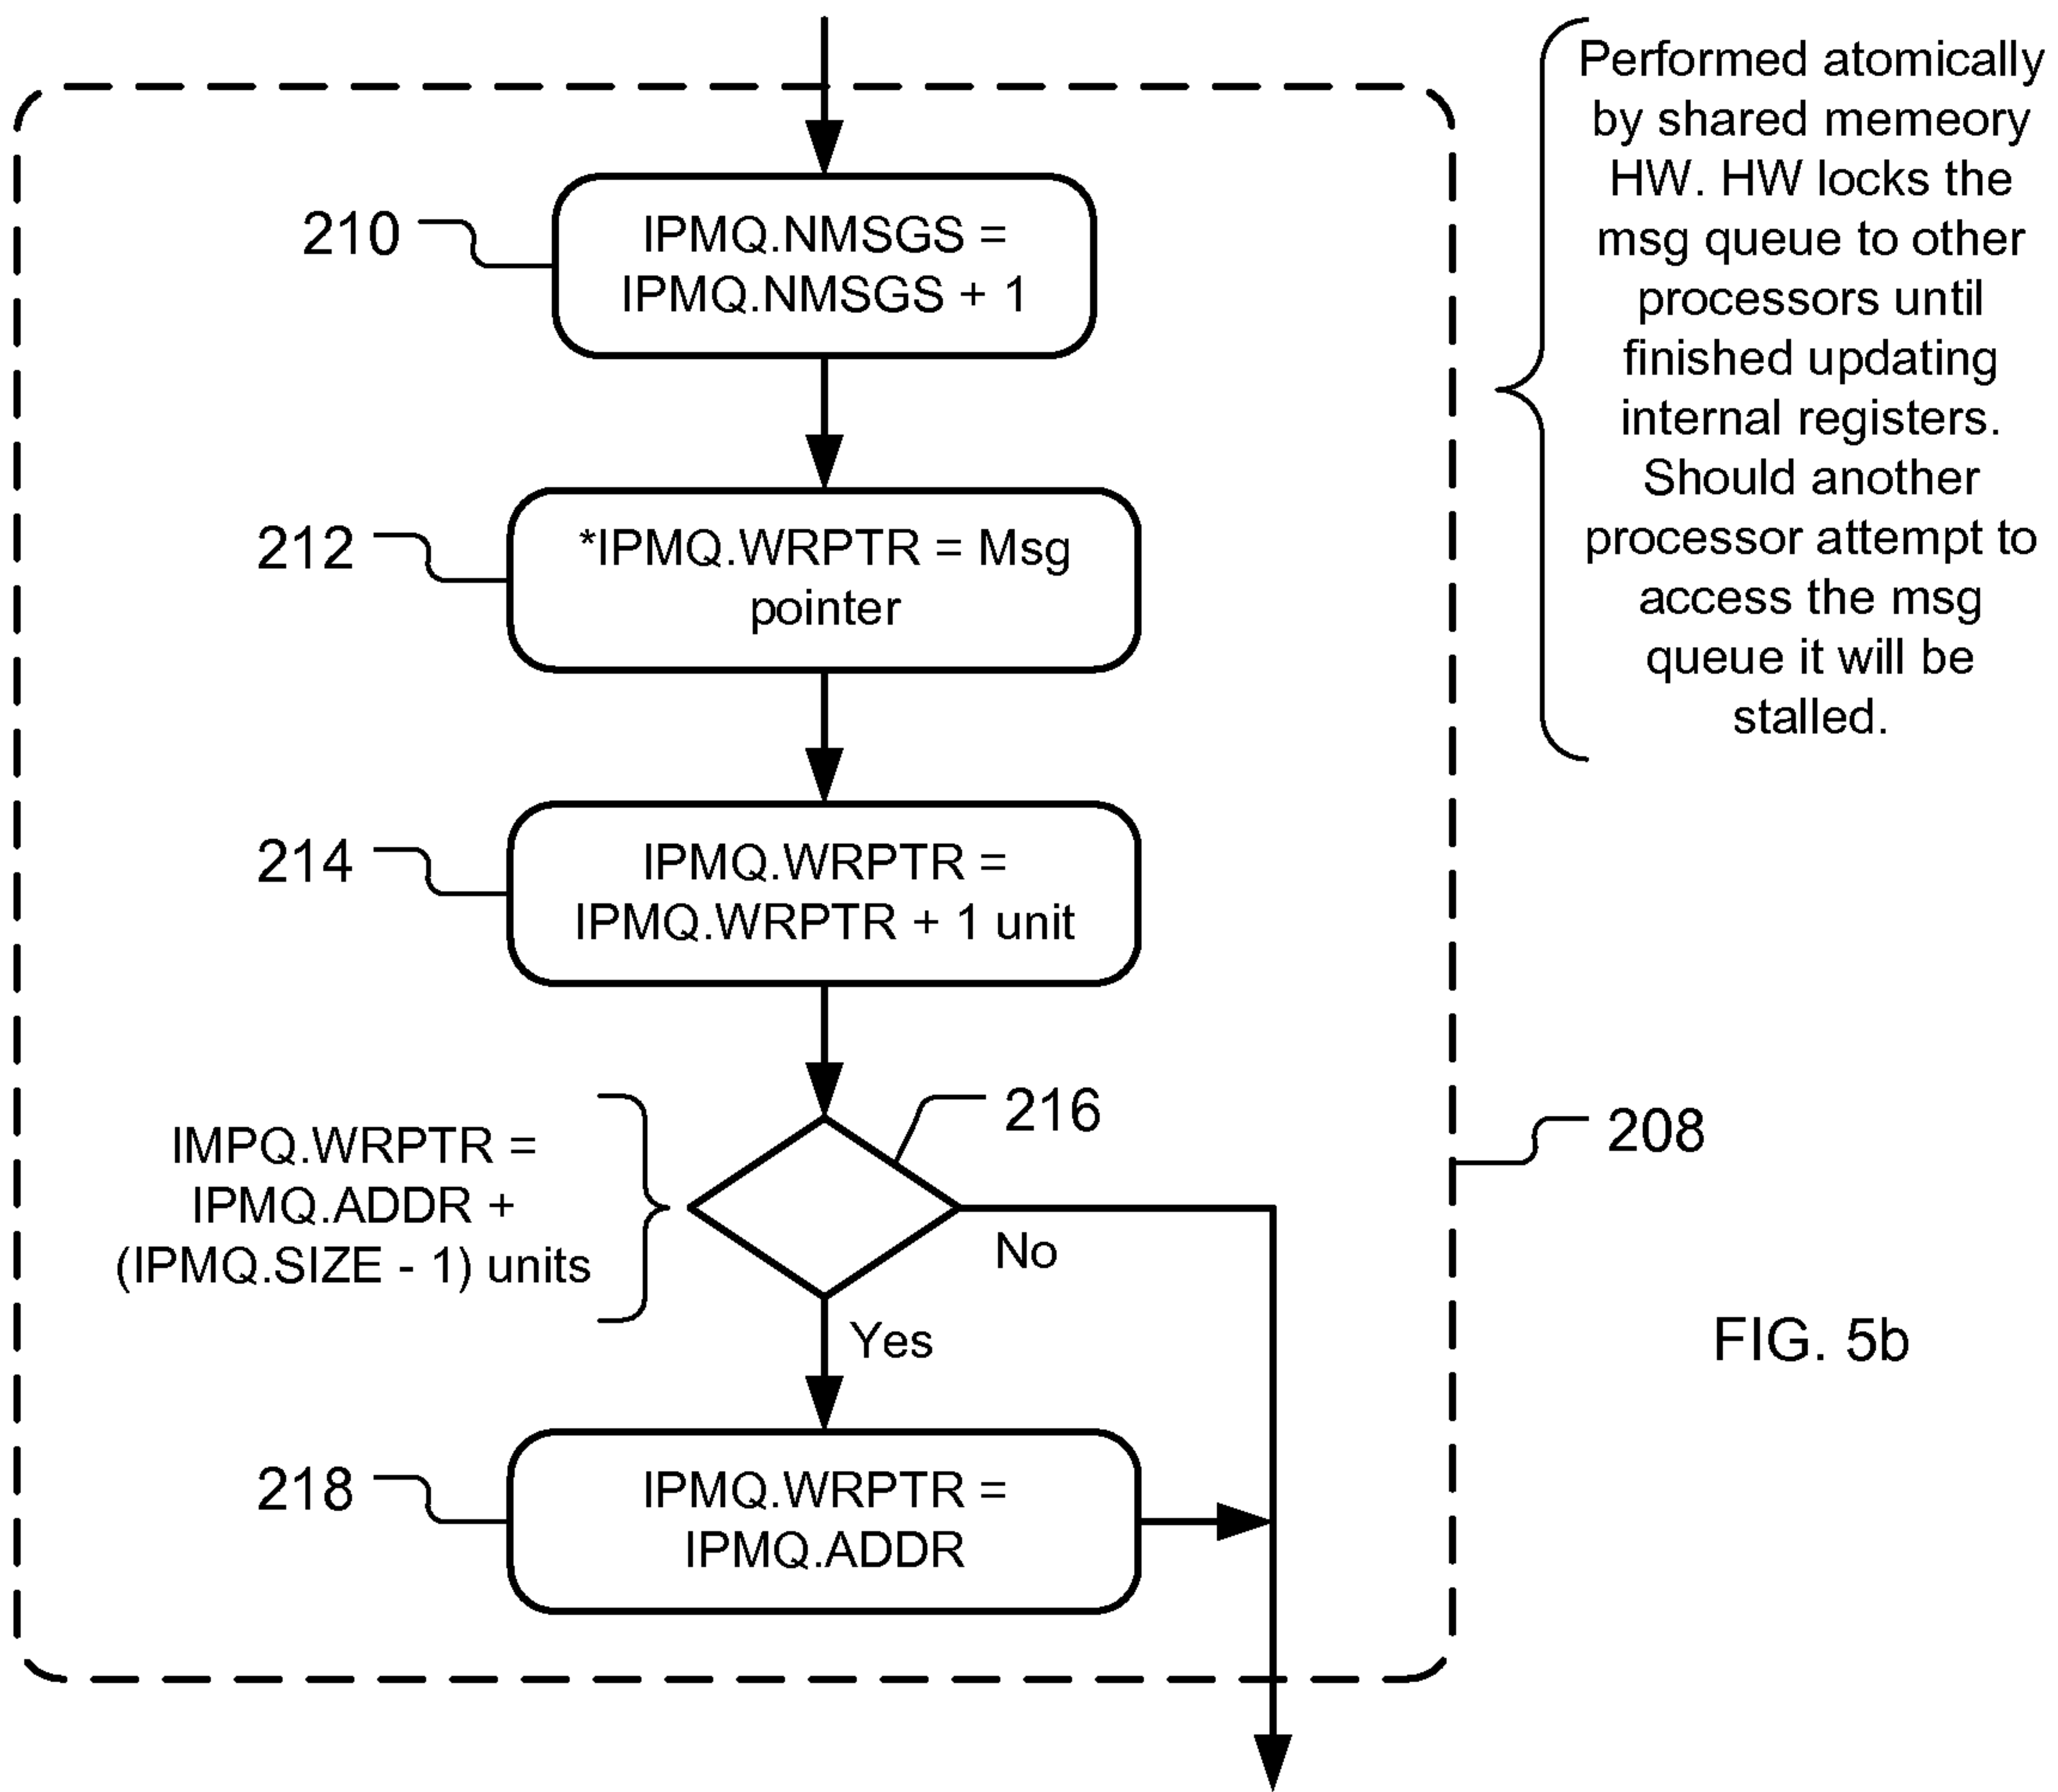 Performed atomically
by shared memeory
HW. HW locks the
msg queue to other
processors until
finished updating
internal registers.
Should another
processor attempt to
access the msg
queue it will be
stalled.
210
IPMQ.NMSGS =
IPMQ.NMSGS + 1
212
*IPMQ.WRPTR = Msg
pointer
214
IPMQ.WRPTR =
IPMQ.WRPTR + 1 unit
216
IMPQ.WRPTR =
IPMQ.ADDR +
(IPMQ.SIZE - 1) units
No
Yes
208
218
IPMQ.WRPTR =
IPMQ.ADDR
FIG. 5b